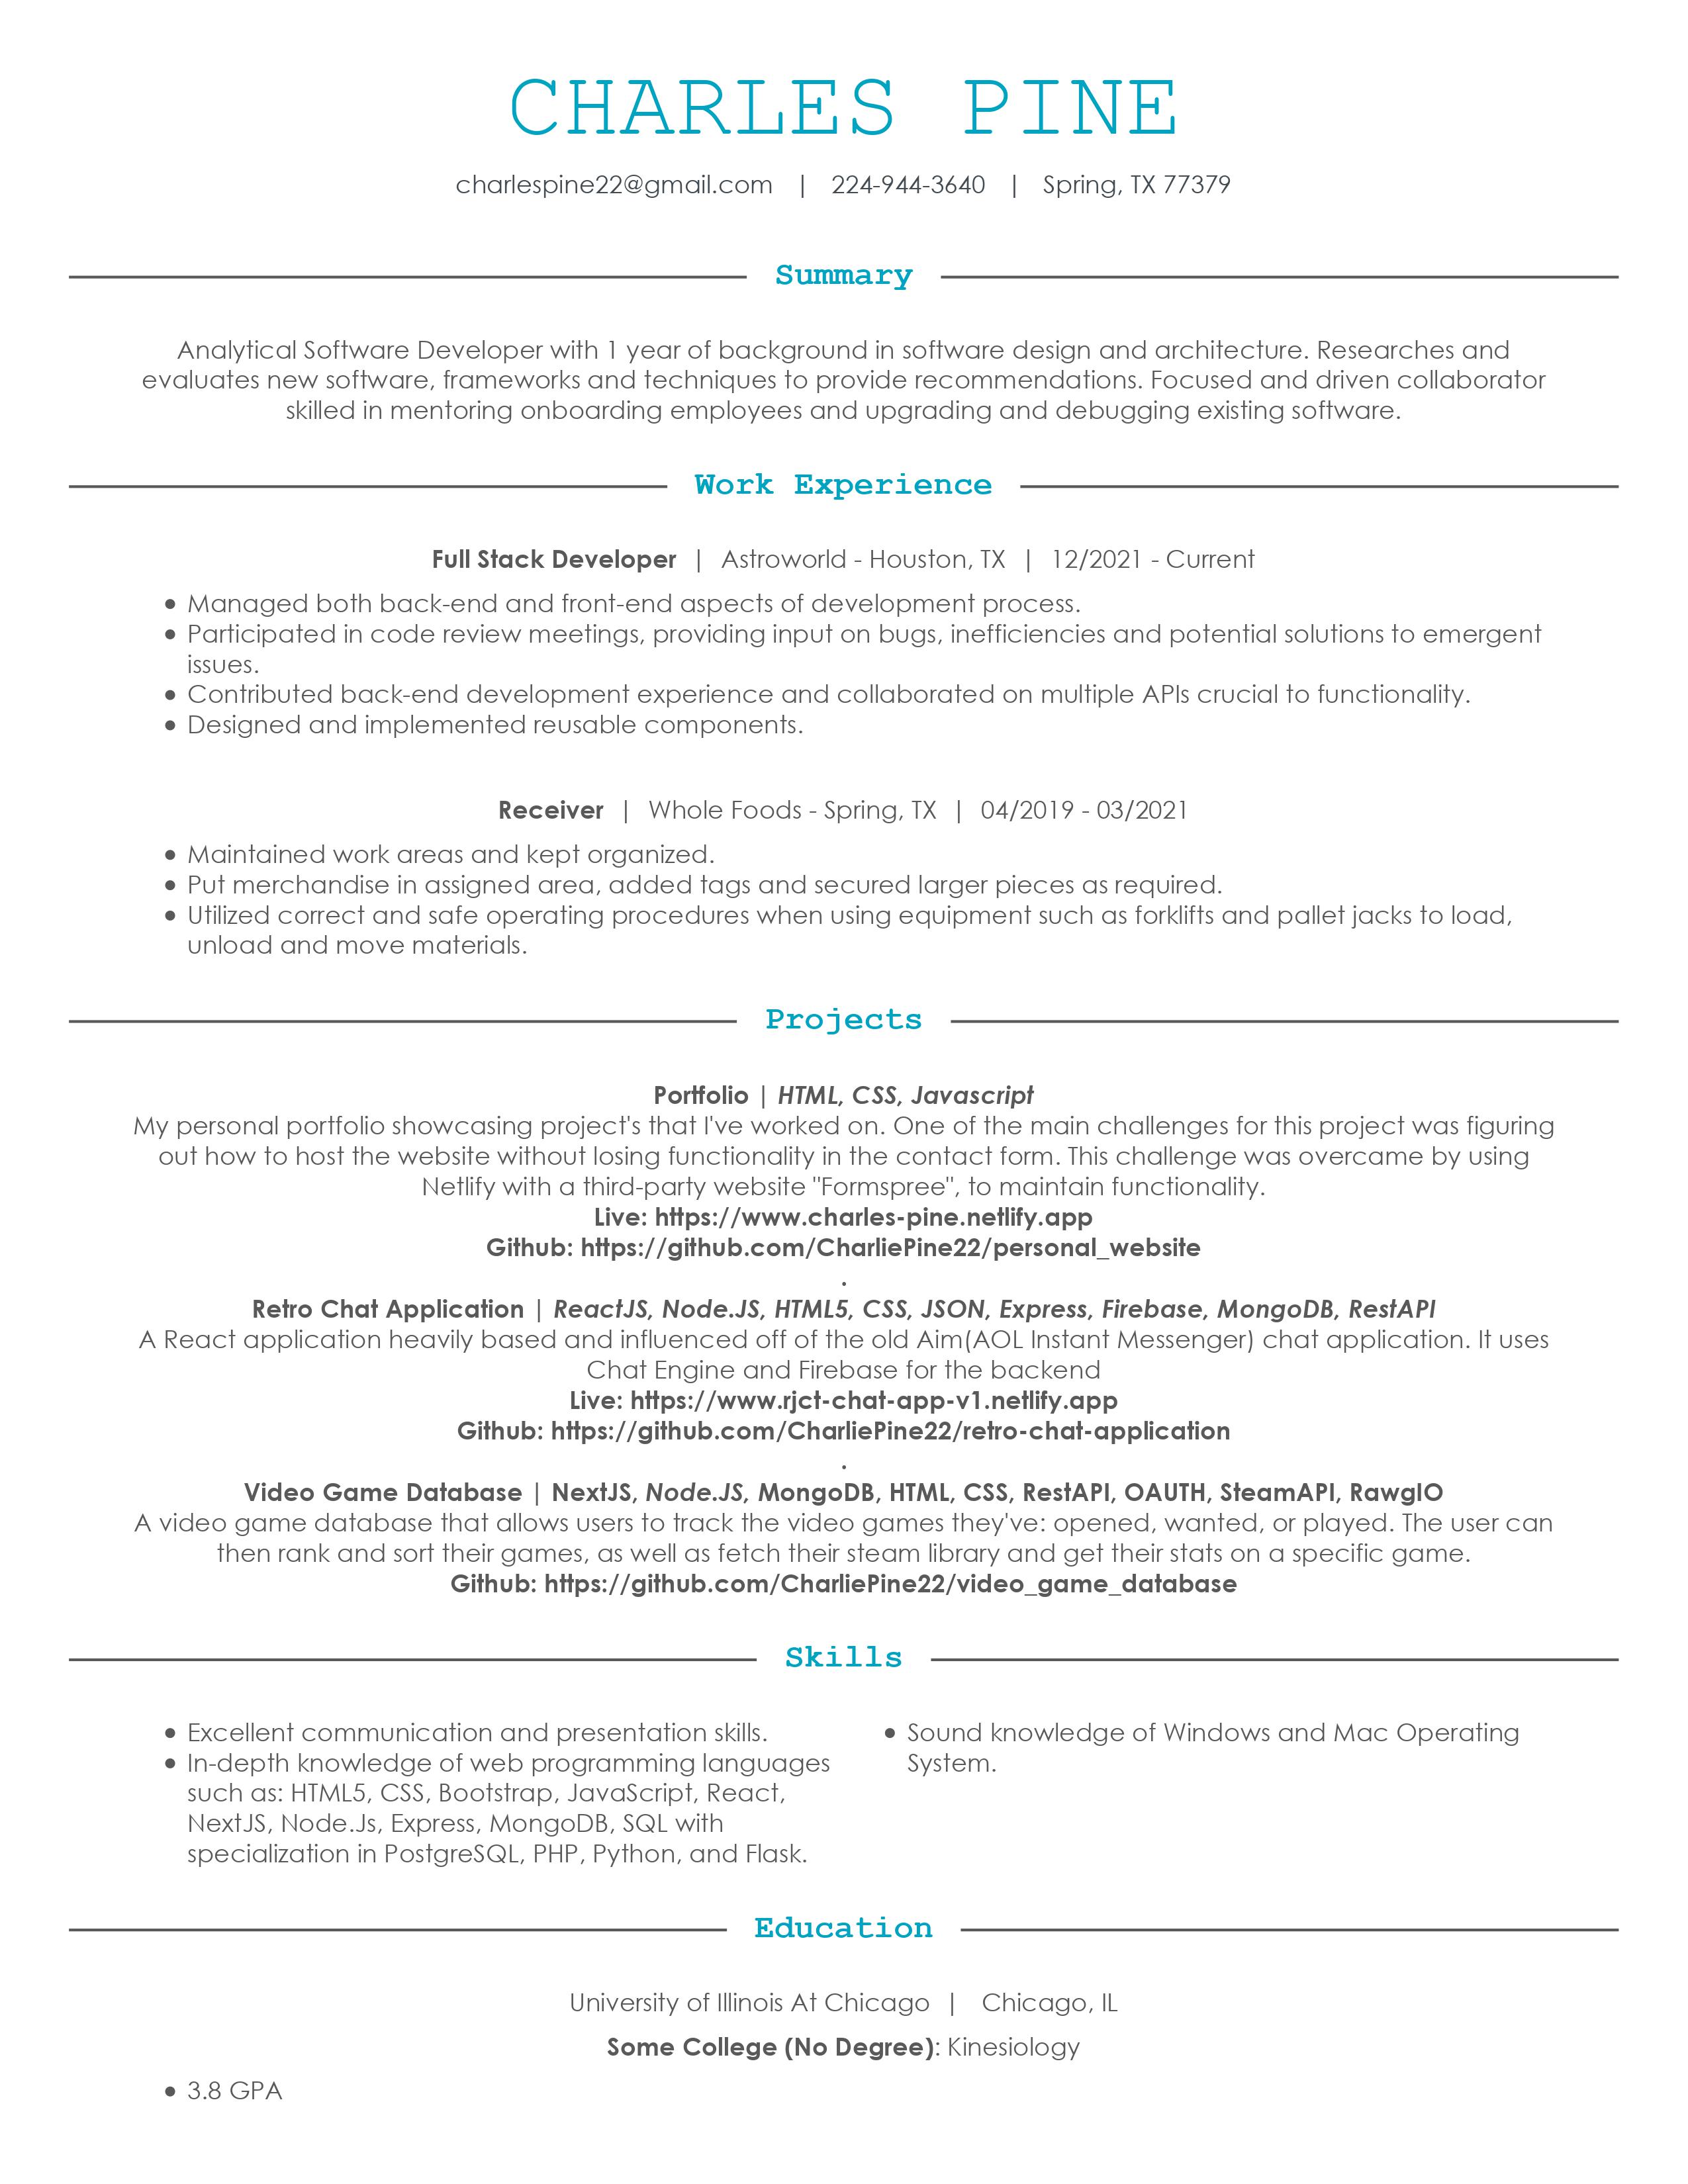 CHARLES PINE
charlespine22@gmail.com | 224-944-3640 | Spring, TX 77379
Summary
Analytical Software Developer with 1 year of background in software design and architecture. Researches and
evaluates new software, frameworks and techniques to provide recommendations. Focused and driven collaborator
skilled in mentoring onboarding employees and upgrading and debugging existing software.
Work Experience
Full Stack Developer | Astroworld - Houston, TX | 12/2021 - Current
• Managed both back-end and front-end aspects of development process.
• Participated in code review meetings, providing input on bugs, inefficiencies and potential solutions to emergent
issues.
• Contributed back-end development experience and collaborated on multiple APIs crucial to functionality.
• Designed and implemented reusable components.
Receiver | Whole Foods - Spring, TX | 04/2019 - 03/2021
• Maintained work areas and kept organized.
• Put merchandise in assigned area, added tags and secured larger pieces as required.
• Utilized correct and safe operating procedures when using equipment such as forklifts and pallet jacks to load,
unload and move materials.
Projects
Portfolio | HTML, CSS, Javascript
My personal portfolio showcasing project's that I've worked on. One of the main challenges for this project was figuring
out how to host the website without losing functionality in the contact form. This challenge was overcame by using
Netlify with a third-party website "Formspree", to maintain functionality.
Live: https://www.charles-pine.netlify.app
Github: https://github.com/CharliePine22/personal_website
.
Retro Chat Application | ReactJS, Node.JS, HTML5, CSS, JSON, Express, Firebase, MongoDB, RestAPI
A React application heavily based and influenced off of the old Aim(AOL Instant Messenger) chat application. It uses
Chat Engine and Firebase for the backend
Live: https://www.rjct-chat-app-v1.netlify.app
Github: https://github.com/CharliePine22/retro-chat-application
.
Video Game Database | NextJS, Node.JS, MongoDB, HTML, CSS, RestAPI, OAUTH, SteamAPI, RawgIO
A video game database that allows users to track the video games they've: opened, wanted, or played. The user can
then rank and sort their games, as well as fetch their steam library and get their stats on a specific game.
Github: https://github.com/CharliePine22/video_game_database
Skills
• Excellent communication and presentation skills.
• In-depth knowledge of web programming languages
such as: HTML5, CSS, Bootstrap, JavaScript, React,
NextJS, Node.Js, Express, MongoDB, SQL with
specialization in PostgreSQL, PHP, Python, and Flask.
• Sound knowledge of Windows and Mac Operating
System.
Education
University of Illinois At Chicago | Chicago, IL
Some College (No Degree): Kinesiology
• 3.8 GPA